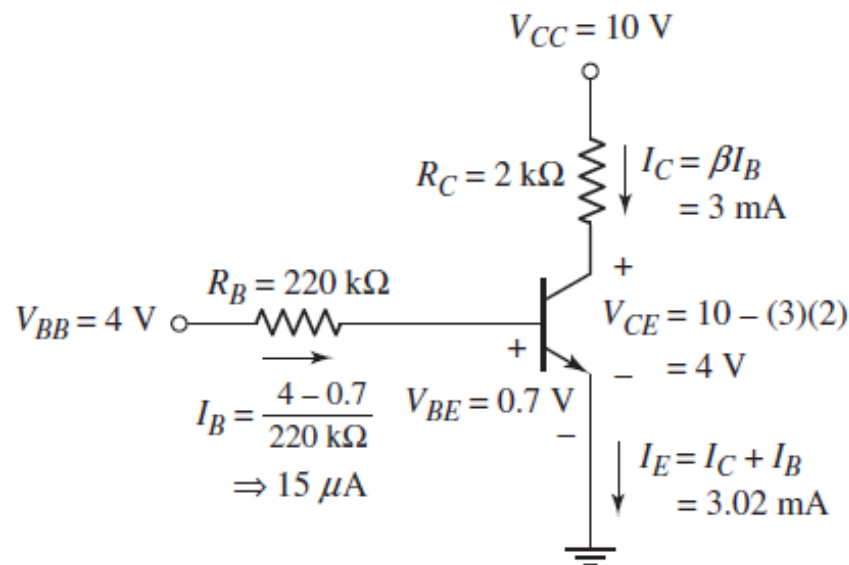 V_CC = 10 V
R_C = 2 kΩ
I_C = βI_B
= 3 mA
+
R_B = 220 kΩ
V_BB = 4 V
V_CE = 10 – (3)(2)
= 4 V
–
+
V_BE = 0.7 V
–
I_B = 4 – 0.7
220 kΩ
⇒ 15 μA
I_E = I_C + I_B
= 3.02 mA